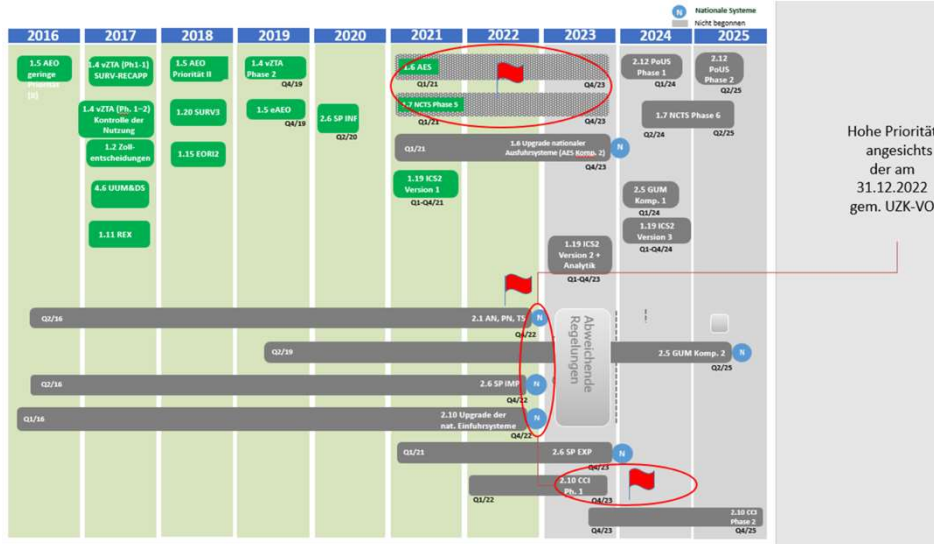 N Nationale Systeme
Nicht begonnen
2016 2017 2018 2019 2020 2021 2022 2023 2024 2025
1.5 AEO
geringe
Priorität
1.4 vZTA (Ph1-1)
SURV-RECAPP
1.5 AEO
Priorität II
1.4 vZTA
Phase 2
Q4/19
1.6 AES
Q1/21
Q4/23
2.12 PoUS
Phase 1
Q1/24
2.12
PoUS
Phase 2
Q2/25
1.4 vZTA (Ph. 1–2)
Kontrolle der
Nutzung
1.20 SURV3
1.5 eAEO
Q4/19
2.6 SP INF
Q2/20
1.7 NCTS Phase 5
Q1/21
Q4/23
1.7 NCTS Phase 6
Q2/24
Q2/25
1.2 Zoll-
entscheidungen
1.15 EORI2
Q1/21
1.6 Upgrade nationaler
Ausfuhrsysteme (AES Komp. 2)
Q4/23
N
4.6 UUM&DS
1.19 ICS2
Version 1
Q1-Q4/21
2.5 GUM
Komp. 1
Q1/24
1.11 REX
1.19 ICS2
Version 3
Q1-Q4/24
1.19 ICS2
Version 2 +
Analytik
Q1-Q4/23
Hohe Priorität
angesichts
der am
31.12.2022
gem. UZK-VO
Q2/16
2.1 AN, PN, TS
Q4/22
N
Abweichende
Regelungen
Q2/19
2.5 GUM Komp. 2
Q2/25
N
Q2/16
2.6 SP IMP
Q4/22
N
Q1/16
2.10 Upgrade der
nat. Einfuhrsysteme
Q4/22
N
Q1/21
2.6 SP EXP
Q4/23
N
2.10 CCI
Ph. 1
Q1/22
Q4/23
2.10 CCI
Phase 2
Q4/23
Q4/25